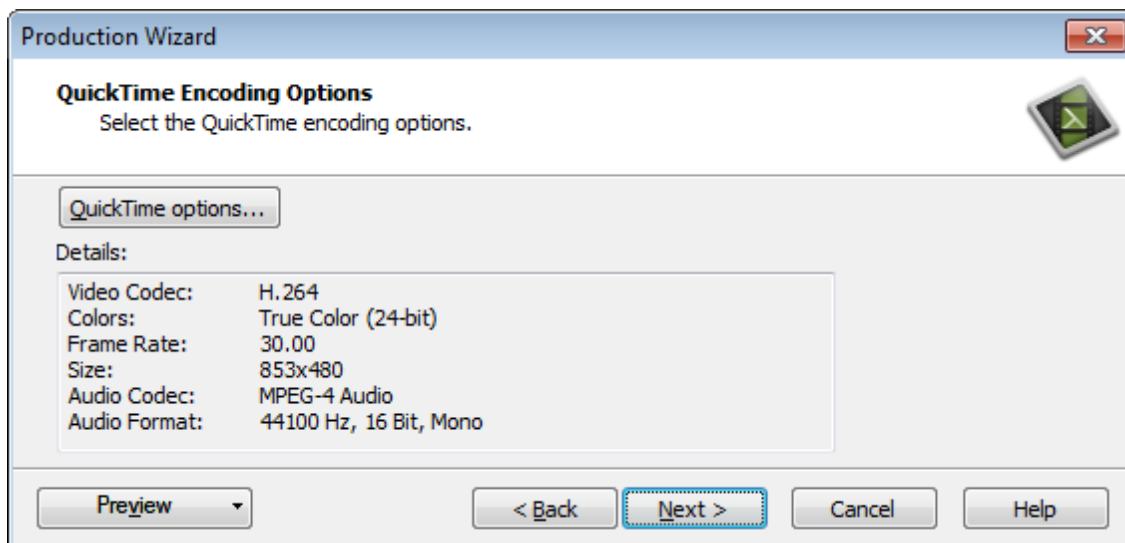 Production Wizard
QuickTime Encoding Options
Select the QuickTime encoding options.
QuickTime options...
Details:
Video Codec: H.264
Colors: True Color (24-bit)
Frame Rate: 30.00
Size: 853x480
Audio Codec: MPEG-4 Audio
Audio Format: 44100 Hz, 16 Bit, Mono
Preview < Back Next > Cancel Help